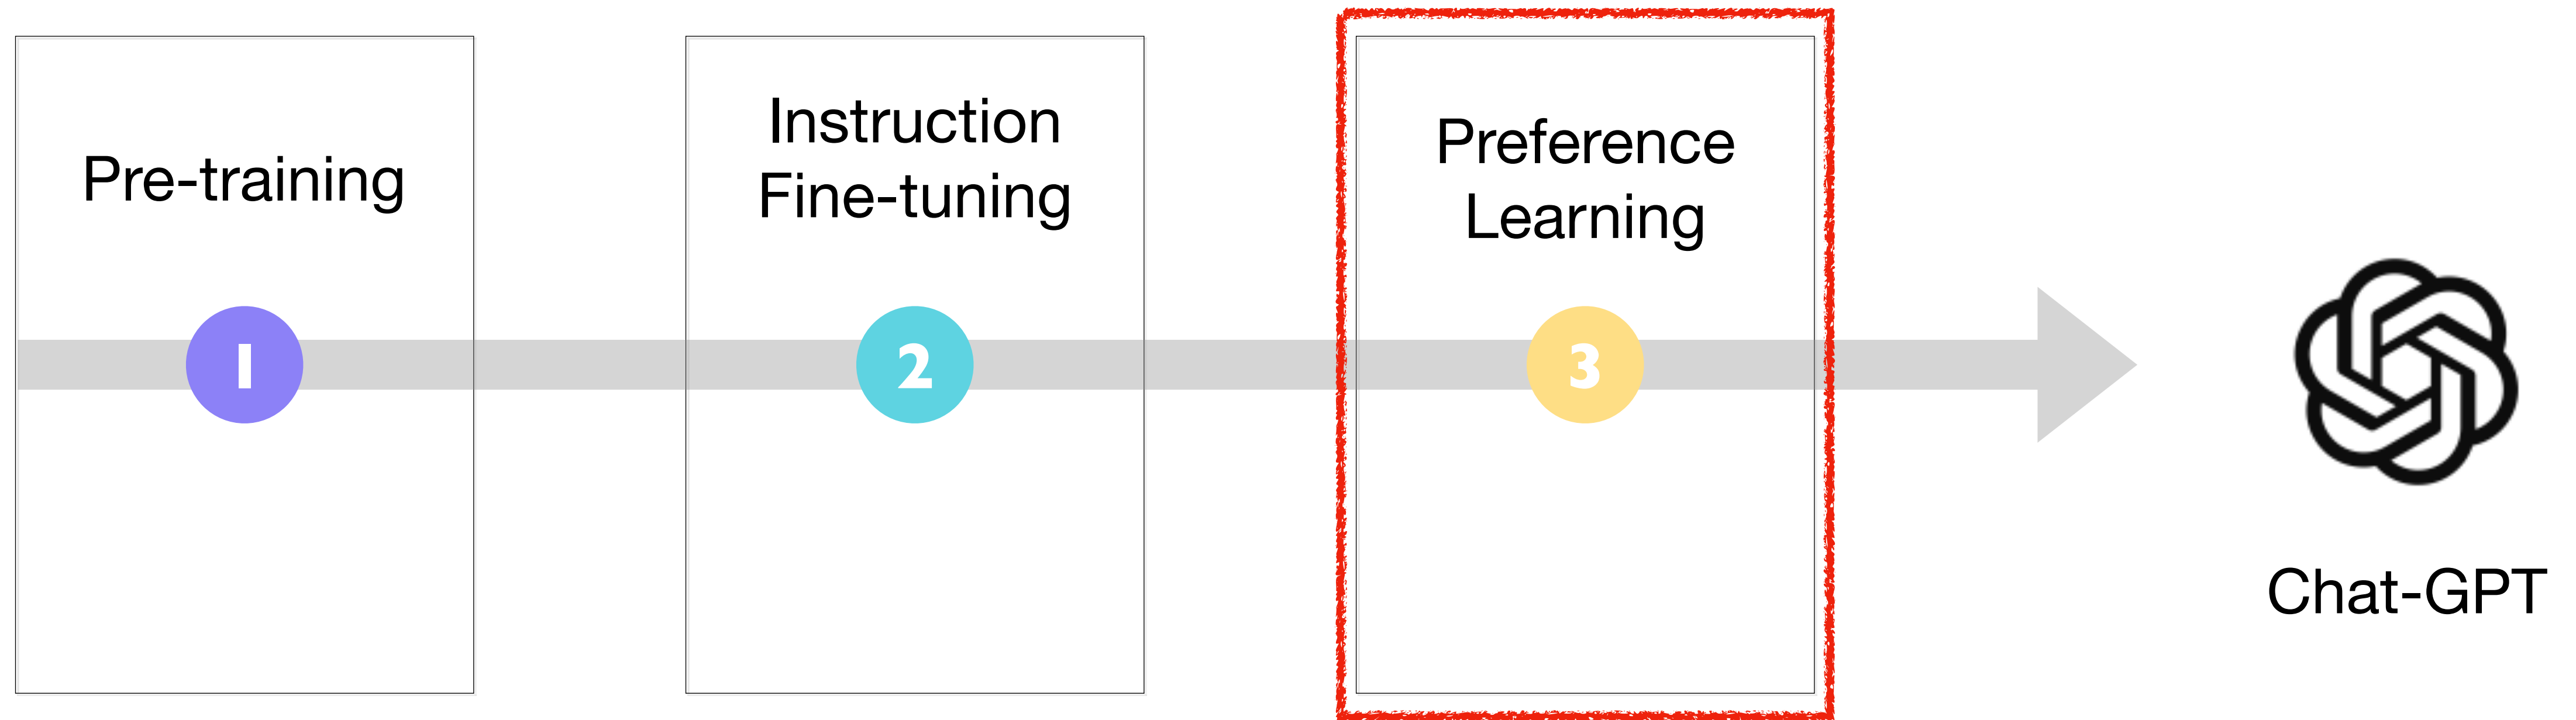 Pre-training
1
Instruction
Fine-tuning
2
Preference
Learning
3
Chat-GPT